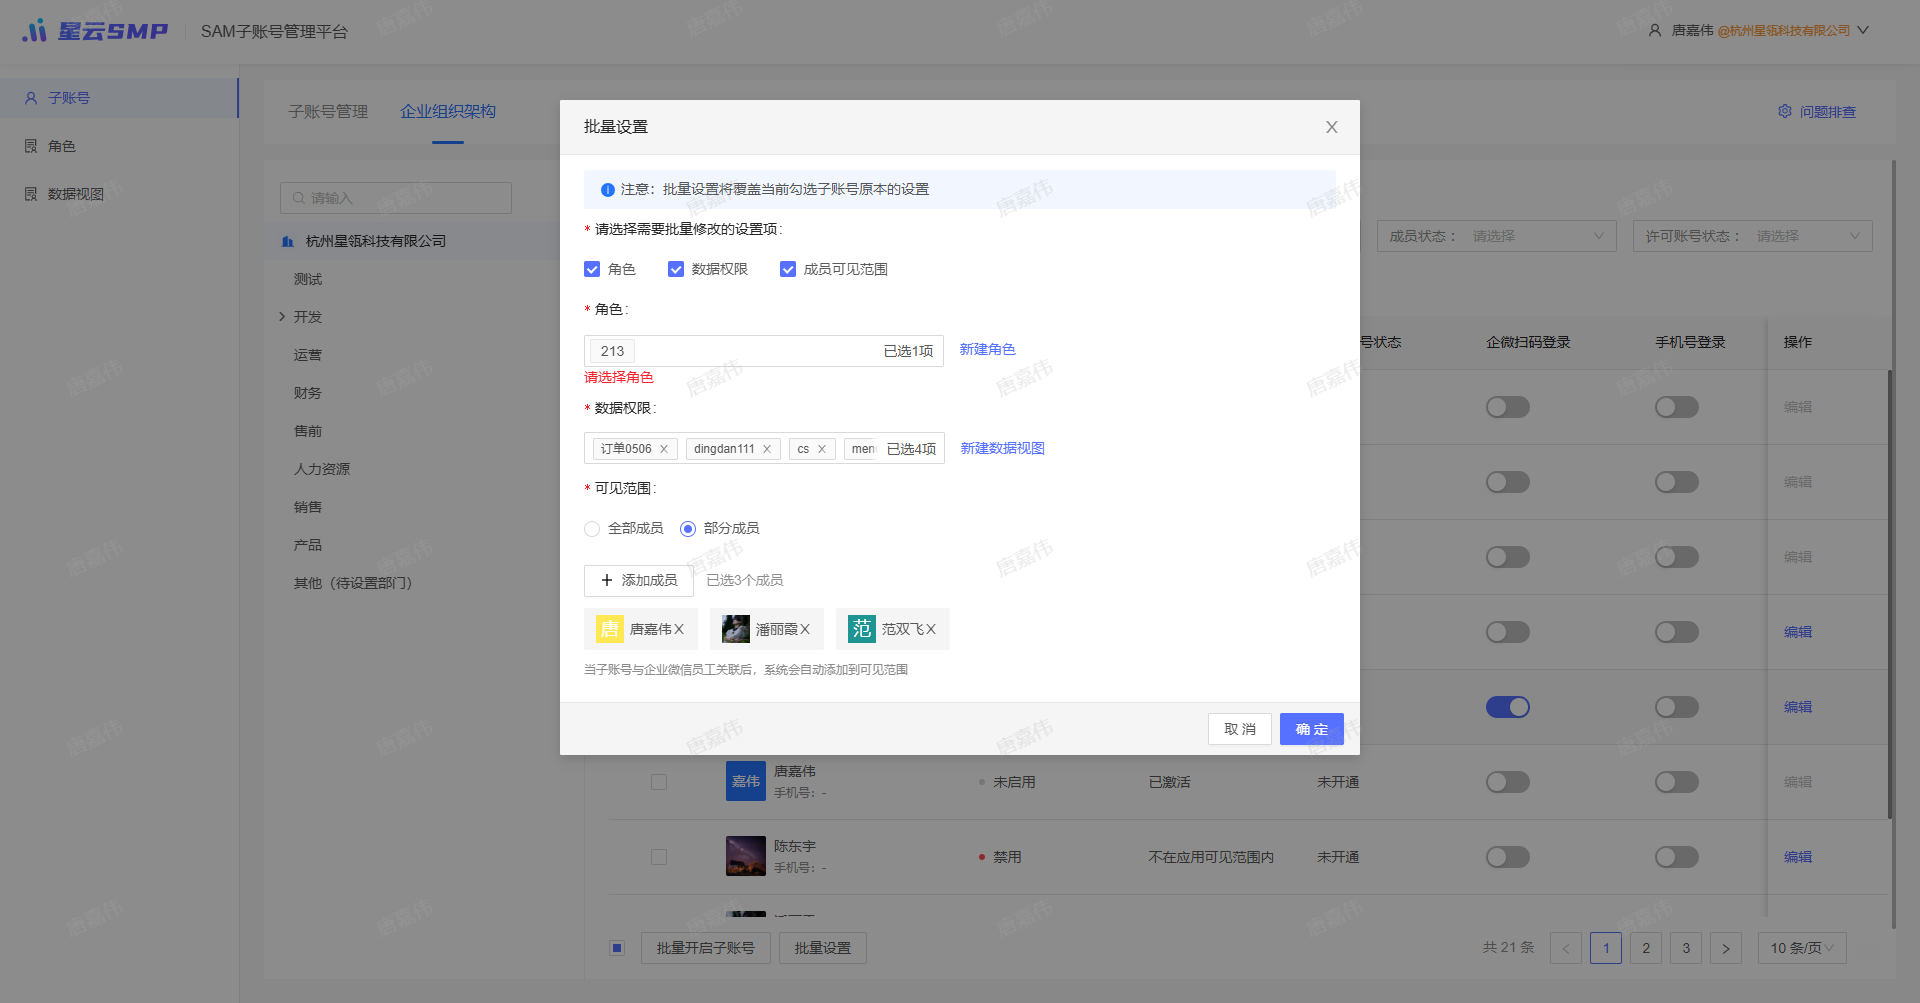 星云SMP
SAM子账号管理平台
唐嘉伟 @杭州星瓴科技有限公司
子账号
角色
数据视图
子账号管理
企业组织架构
问题排查
请输入
杭州星瓴科技有限公司
测试
开发
运营
财务
售前
人力资源
销售
产品
其他（待设置部门）
成员状态： 请选择
许可账号状态： 请选择
号状态 企微扫码登录 手机号登录 操作
编辑
编辑
编辑
编辑
编辑
批量设置
注意：批量设置将覆盖当前勾选子账号原本的设置
* 请选择需要批量修改的设置项:
角色 数据权限 成员可见范围
* 角色:
213 已选1项 新建角色
请选择角色
* 数据权限:
订单0506 dingdan111 cs men 已选4项 新建数据视图
* 可见范围:
全部成员 部分成员
+ 添加成员 已选3个成员
唐 唐嘉伟X 潘丽霞X 范 范双飞X
当子账号与企业微信员工关联后，系统会自动添加到可见范围
取 消 确 定
嘉伟 唐嘉伟 未启用 已激活 未开通 编辑
手机号：-
陈东宇 禁用 不在应用可见范围内 未开通 编辑
手机号：-
批量开启子账号 批量设置
共 21 条 < 1 2 3 > 10 条/页
唐嘉伟